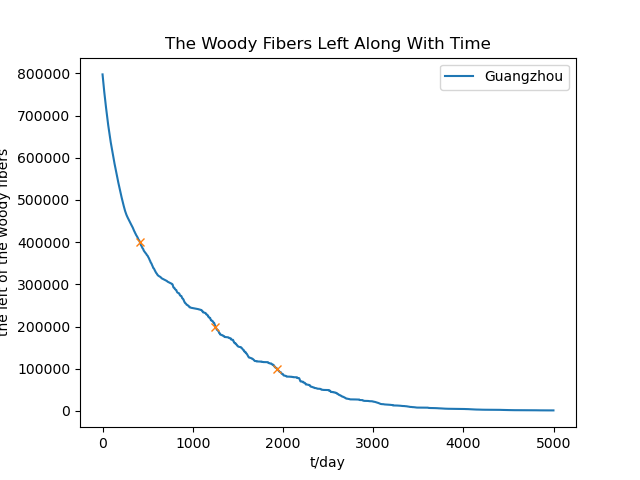 The Woody Fibers Left Along With Time
Guangzhou
800000
700000
600000
500000
400000
300000
200000
100000
0
the left of the woody fibers
0 1000 2000 3000 4000 5000
t/day